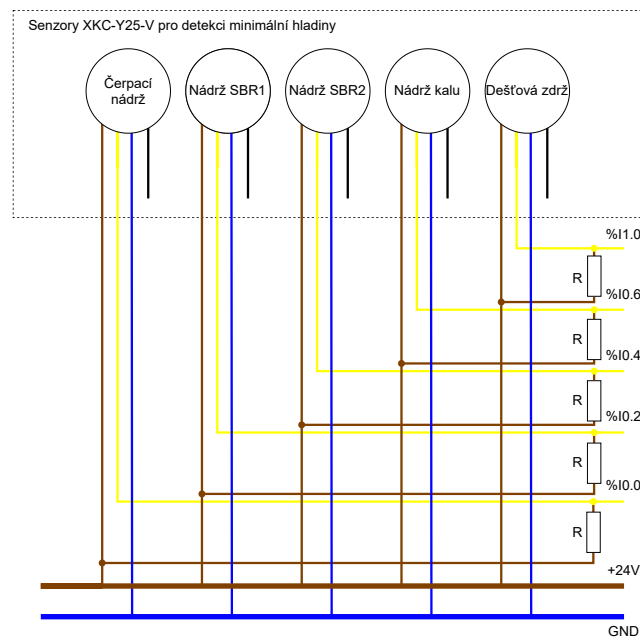 Senzory XKC-Y25-V pro detekci minimální hladiny
Čerpací
nádrž
Nádrž SBR1
Nádrž SBR2
Nádrž kalu
Dešťová zdrž
%I1.0
R
%I0.6
R
%I0.4
R
%I0.2
R
%I0.0
R
+24V
GND